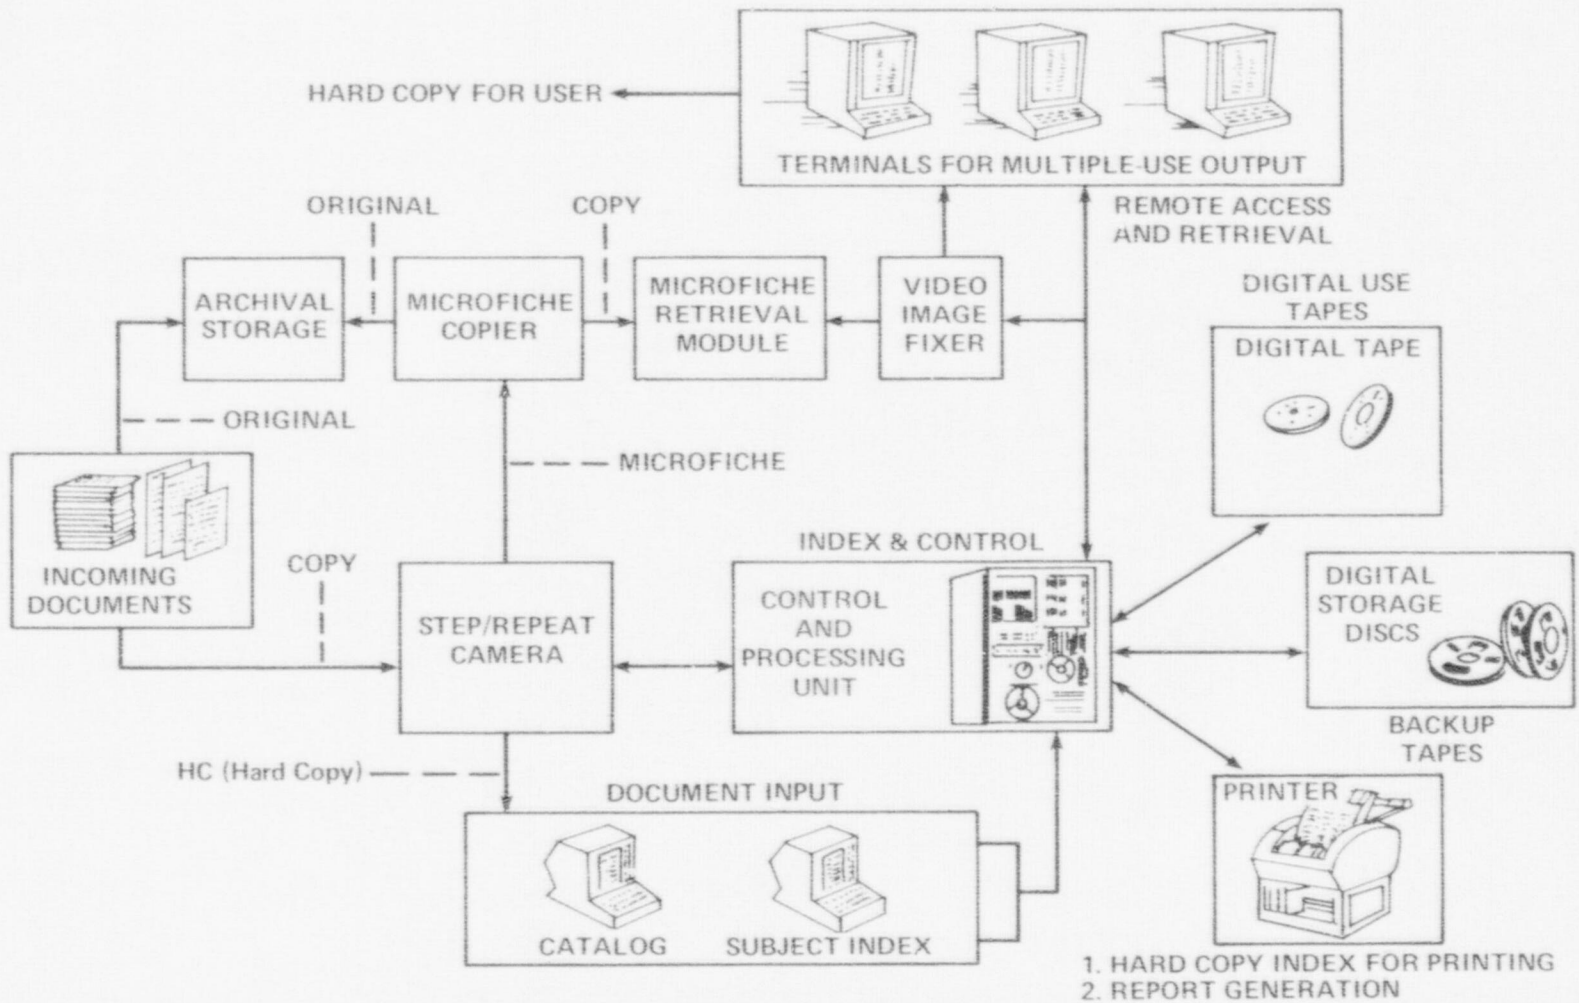 HARD COPY FOR USER
TERMINALS FOR MULTIPLE-USE OUTPUT
ORIGINAL
COPY
REMOTE ACCESS
AND RETRIEVAL
ARCHIVAL
STORAGE
MICROFICHE
COPIER
MICROFICHE
RETRIEVAL
MODULE
VIDEO
IMAGE
FIXER
DIGITAL USE
TAPES
DIGITAL TAPE
ORIGINAL
MICROFICHE
INCOMING
DOCUMENTS
COPY
STEP/REPEAT
CAMERA
INDEX & CONTROL
CONTROL
AND
PROCESSING
UNIT
DIGITAL
STORAGE
DISCS
BACKUP
TAPES
HC (Hard Copy)
DOCUMENT INPUT
CATALOG
SUBJECT INDEX
PRINTER
1. HARD COPY INDEX FOR PRINTING
2. REPORT GENERATION